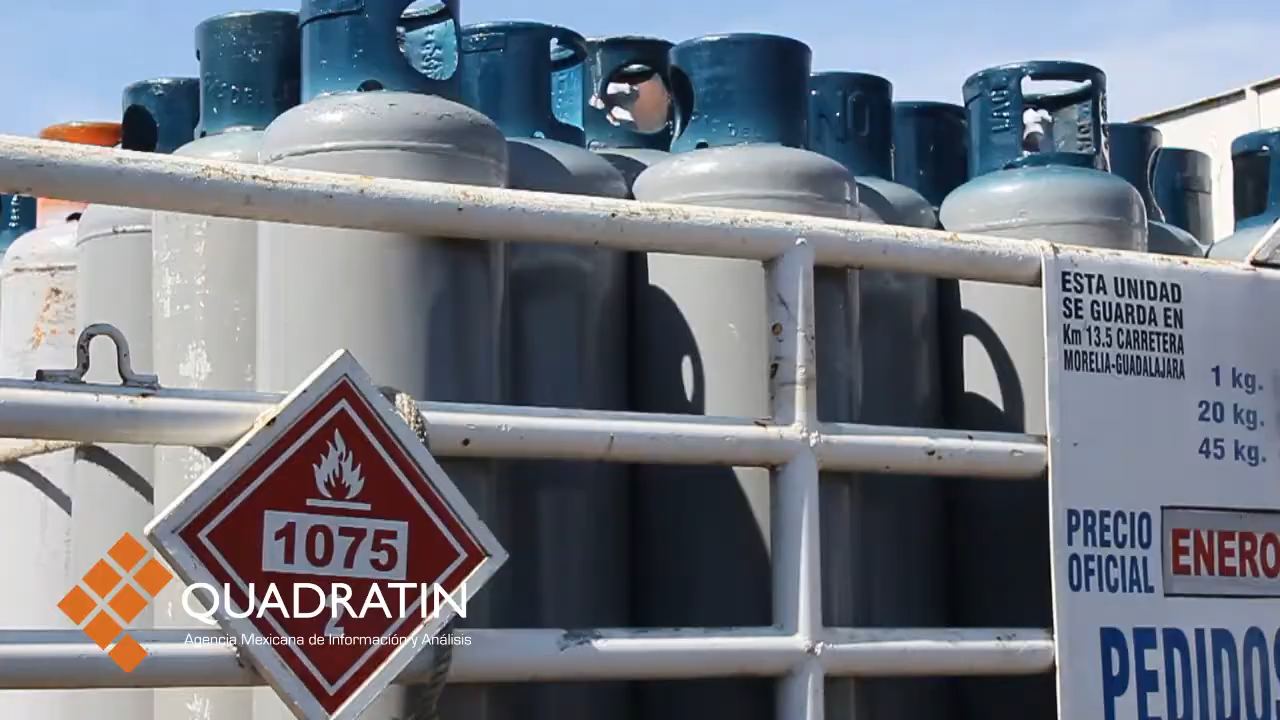 ESTA UNIDAD
SE GUARDA EN
Km 13.5 CARRETERA
MORELIA-GUADALAJARA
1 kg.
20 kg.
45 kg.
PRECIO
OFICIAL
ENERO
PEDIDOS
1075
2
QUADRATIN
Agencia Mexicana de Información y Análisis